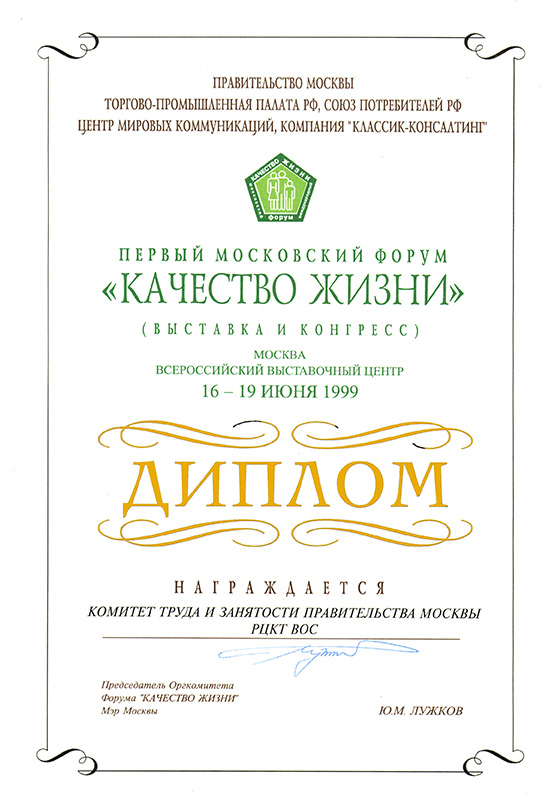 ПРАВИТЕЛЬСТВО МОСКВЫ
ТОРГОВО-ПРОМЫШЛЕННАЯ ПАЛАТА РФ, СОЮЗ ПОТРЕБИТЕЛЕЙ РФ
ЦЕНТР МИРОВЫХ КОММУНИКАЦИЙ, КОМПАНИЯ "КЛАССИК-КОНСАЛТИНГ"
КАЧЕСТВО ЖИЗНИ
форум
ПЕРВЫЙ МОСКОВСКИЙ ФОРУМ
«КАЧЕСТВО ЖИЗНИ»
(ВЫСТАВКА И КОНГРЕСС)
МОСКВА
ВСЕРОССИЙСКИЙ ВЫСТАВОЧНЫЙ ЦЕНТР
16 – 19 ИЮНЯ 1999
ДИПЛОМ
НАГРАЖДАЕТСЯ
КОМИТЕТ ТРУДА И ЗАНЯТОСТИ ПРАВИТЕЛЬСТВА МОСКВЫ
РЦКТ ВОС
Председатель Оргкомитета
Форума "КАЧЕСТВО ЖИЗНИ"
Мэр Москвы
Ю.М. ЛУЖКОВ